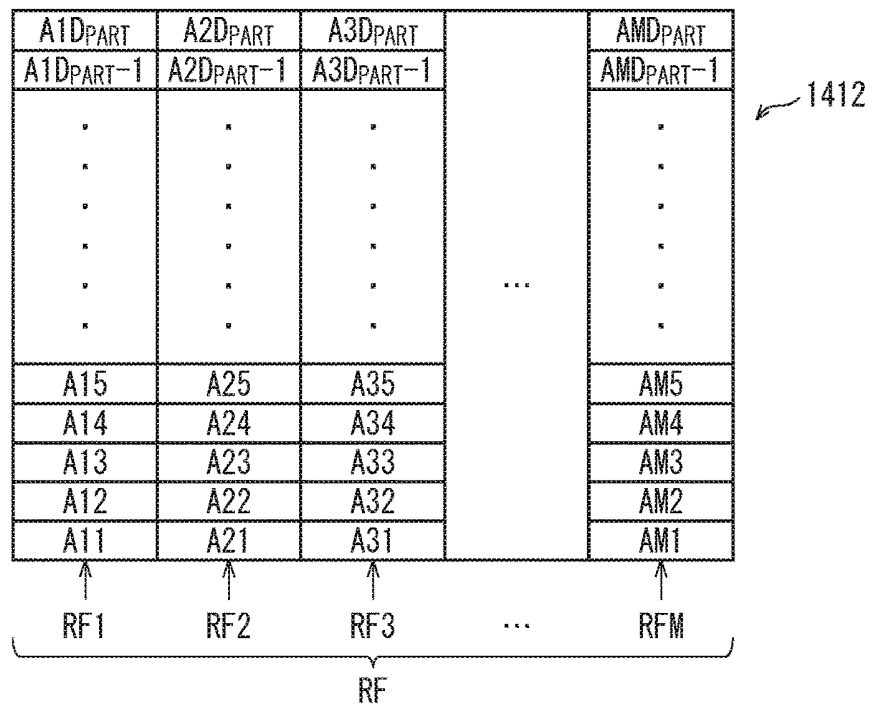 A1DPART A2DPART A3DPART AMDPART
A1DPART-1 A2DPART-1 A3DPART-1 AMDPART-1
1412
...
A15 A25 A35 AM5
A14 A24 A34 AM4
A13 A23 A33 AM3
A12 A22 A32 AM2
A11 A21 A31 AM1
RF1 RF2 RF3 ... RFM
RF